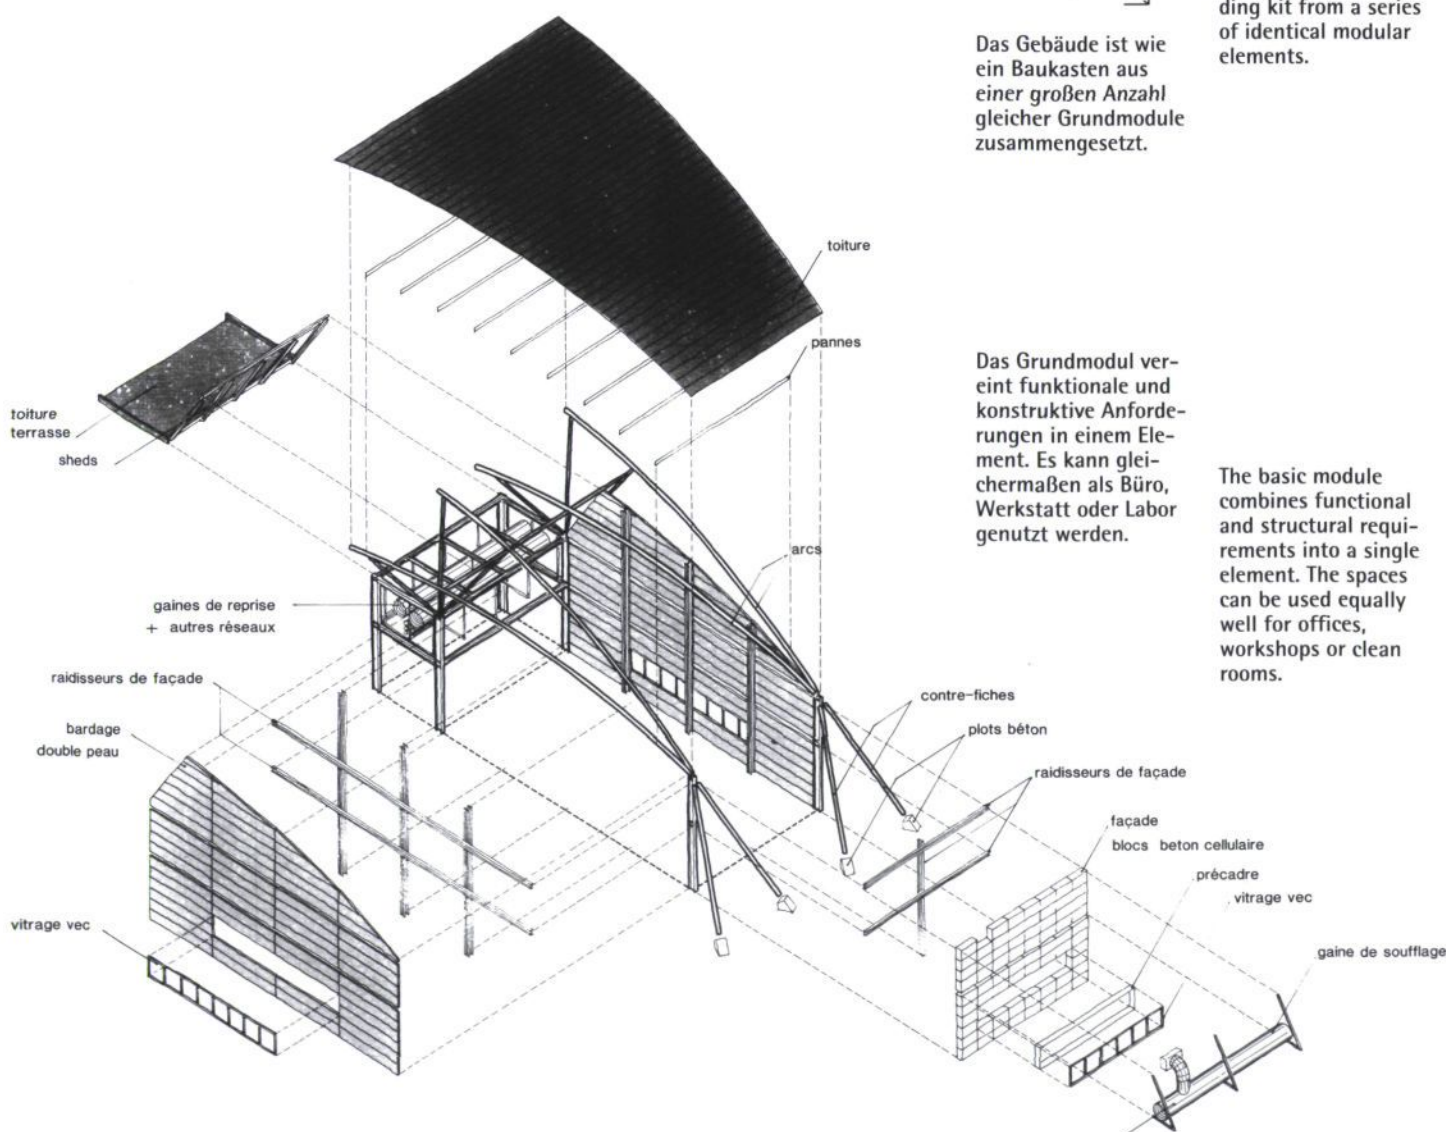 ding kit from a series
of identical modular
elements.
Das Gebäude ist wie
ein Baukasten aus
einer großen Anzahl
gleicher Grundmodule
zusammengesetzt.
toiture
pannes
Das Grundmodul ver-
eint funktionale und
konstruktive Anforde-
rungen in einem Ele-
ment. Es kann glei-
chermaßen als Büro,
Werkstatt oder Labor
genutzt werden.
The basic module
combines functional
and structural requi-
rements into a single
element. The spaces
can be used equally
well for offices,
workshops or clean
rooms.
toiture
terrasse
sheds
arcs
gaines de reprise
+ autres réseaux
raidisseurs de façade
bardage
double peau
contre-fiches
plots béton
raidisseurs de façade
façade
blocs beton cellulaire
précadre
vitrage vec
vitrage vec
gaine de soufflage